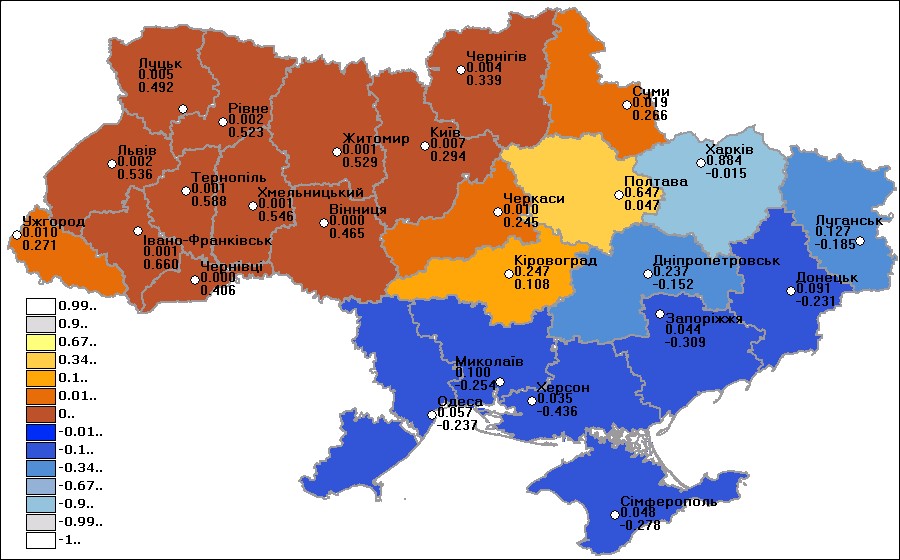 Чернігів
0.004
0.339
Луцьк
0.005
0.492
Суми
0.019
0.266
Рівне
0.002
0.523
Київ
0.007
0.294
Житомир
0.001
0.529
Харків
0.884
-0.015
Львів
0.002
0.536
Тернопіль
0.001
0.588
Полтава
0.647
0.047
Хмельницький
0.001
0.546
Черкаси
0.010
0.245
Вінниця
0.000
0.465
Ужгород
0.010
0.271
Луганськ
0.127
-0.185
Івано-Франківськ
0.001
0.660
Кіровоград
0.247
0.108
Дніпропетровськ
0.237
-0.152
Чернівці
0.000
0.406
Донецьк
0.091
-0.231
Запоріжжя
0.044
-0.309
Миколаїв
0.100
-0.254
Херсон
0.035
-0.436
Одеса
0.057
-0.237
Сімферополь
0.048
-0.278
0.99..
0.9..
0.67..
0.34..
0.1..
0.01..
0..
-0.01..
-0.1..
-0.34..
-0.67..
-0.9..
-0.99..
-1..